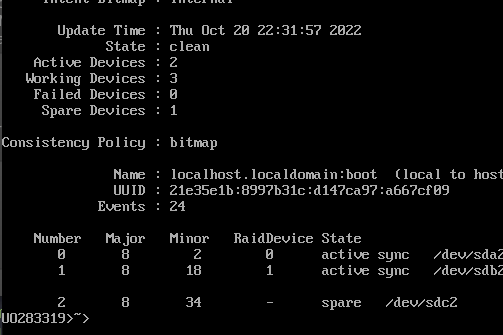 Intent Bitmap : Internal
Update Time : Thu Oct 20 22:31:57 2022
State : clean
Active Devices : 2
Working Devices : 3
Failed Devices : 0
Spare Devices : 1
Consistency Policy : bitmap
Name : localhost.localdomain:boot (local to host
UUID : 21e35e1b:8997b31c:d147ca97:a667cf09
Events : 24
Number Major Minor RaidDevice State
0 8 2 0 active sync /dev/sda2
1 8 18 1 active sync /dev/sdb2
2 8 34 - spare /dev/sdc2
UO283319>~>